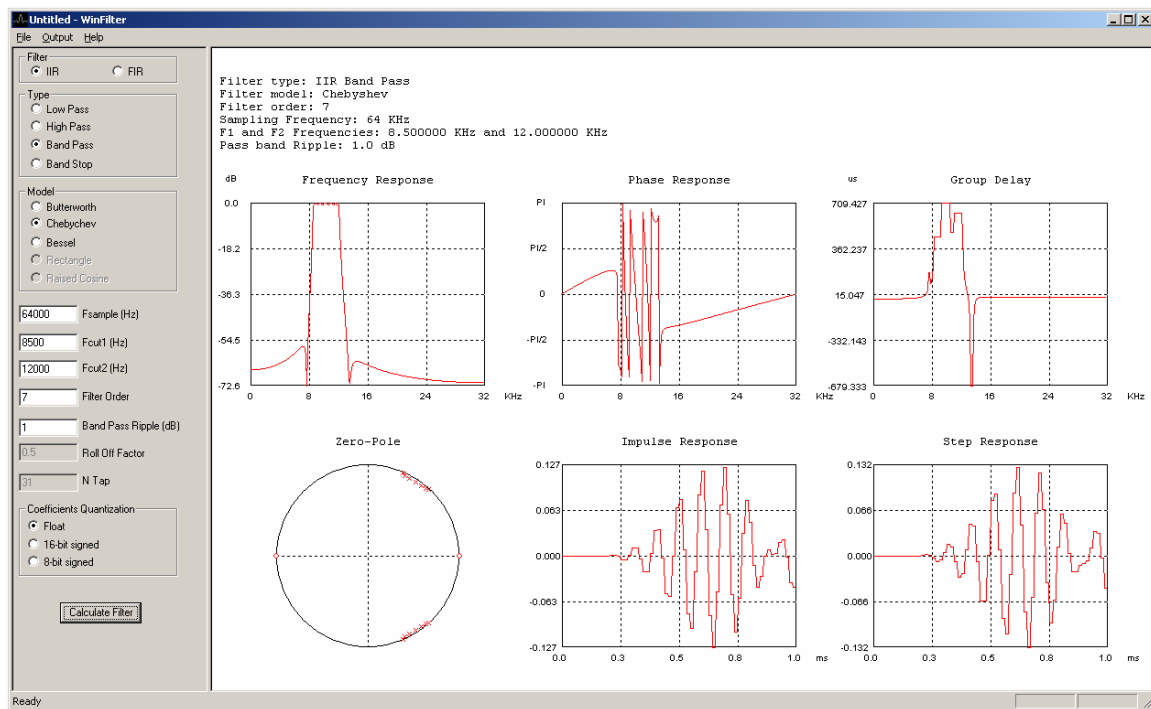 Untitled - WinFilter
File Output Help
Filter
IIR FIR
Type
Low Pass
High Pass
Band Pass
Band Stop
Model
Butterworth
Chebychev
Bessel
Rectangle
Raised Cosine
64000 Fsample (Hz)
8500 Fcut1 (Hz)
12000 Fcut2 (Hz)
7 Filter Order
1 Band Pass Ripple (dB)
0.5 Roll Off Factor
31 N Tap
Coefficients Quantization
Float
16-bit signed
8-bit signed
Calculate Filter
Filter type: IIR Band Pass
Filter model: Chebyshev
Filter order: 7
Sampling Frequency: 64 KHz
F1 and F2 Frequencies: 8.500000 KHz and 12.000000 KHz
Pass band Ripple: 1.0 dB
dB Frequency Response
0.0
-18.2
-36.3
-54.5
-72.6
0 8 16 24 32 KHz
Phase Response
PI
PI/2
0
-PI/2
-PI
0 8 16 24 32 KHz
us Group Delay
709.427
362.237
15.047
-332.143
-679.333
0 8 16 24 32 KHz
Zero-Pole
Impulse Response
0.127
0.063
0.000
-0.063
-0.127
0.0 0.3 0.5 0.8 1.0 ms
Step Response
0.132
0.066
0.000
-0.066
-0.132
0.0 0.3 0.5 0.8 1.0 ms
Ready